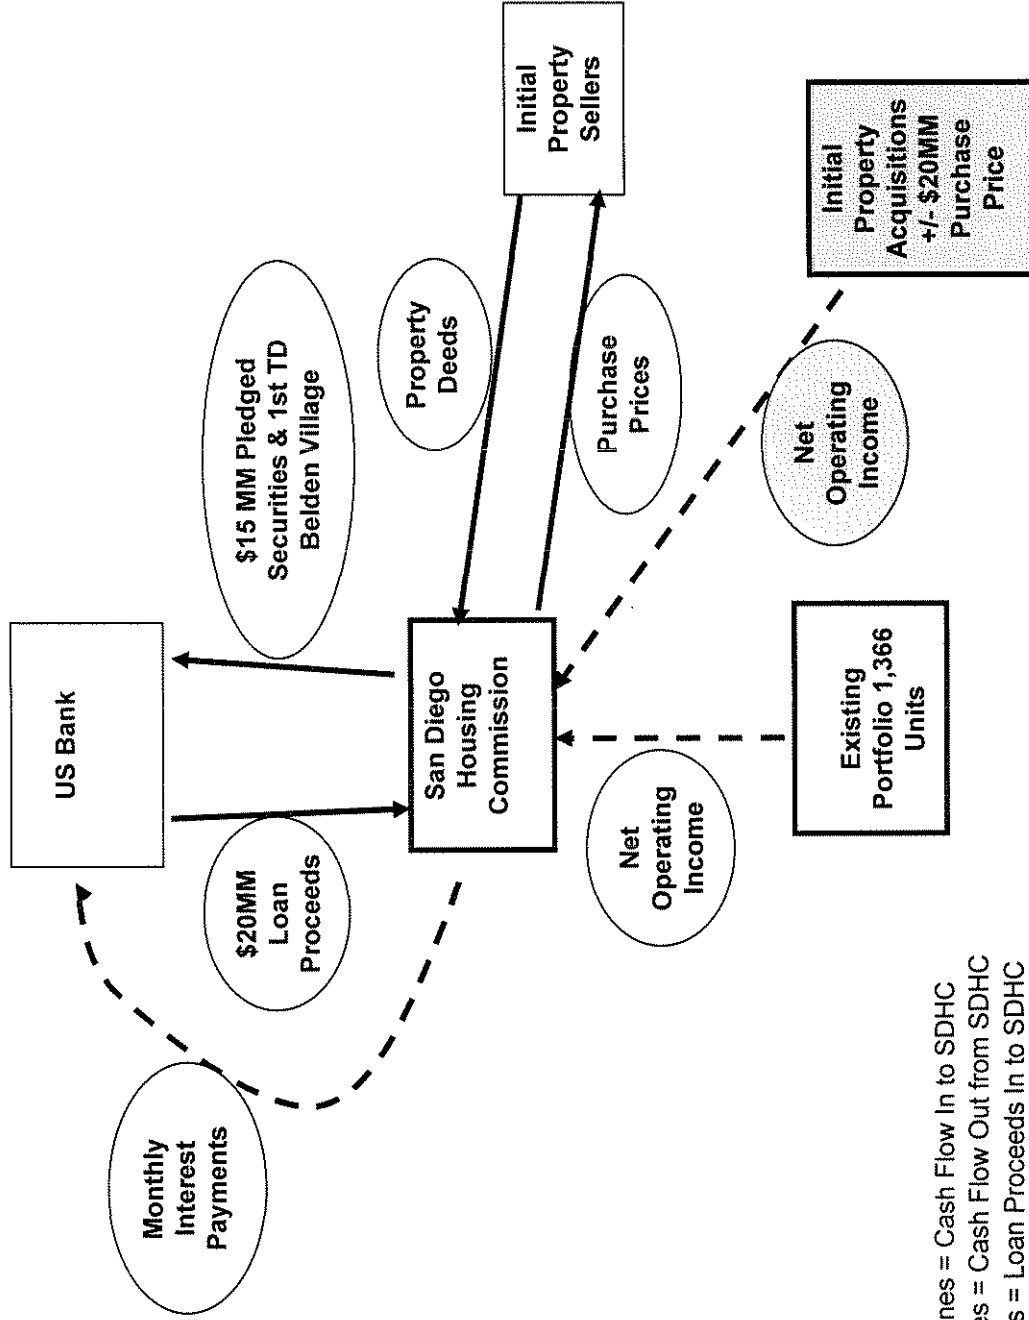 US Bank
$15 MM Pledged
Securities & 1st TD
Belden Village
$20MM
Loan
Proceeds
Monthly
Interest
Payments
San Diego
Housing
Commission
Property
Deeds
Initial
Property
Sellers
Purchase
Prices
Net
Operating
Income
Net
Operating
Income
Existing
Portfolio 1,366
Units
Initial
Property
Acquisitions
+/- $20MM
Purchase
Price
= Cash Flow In to SDHC
= Cash Flow Out from SDHC
= Loan Proceeds In to SDHC